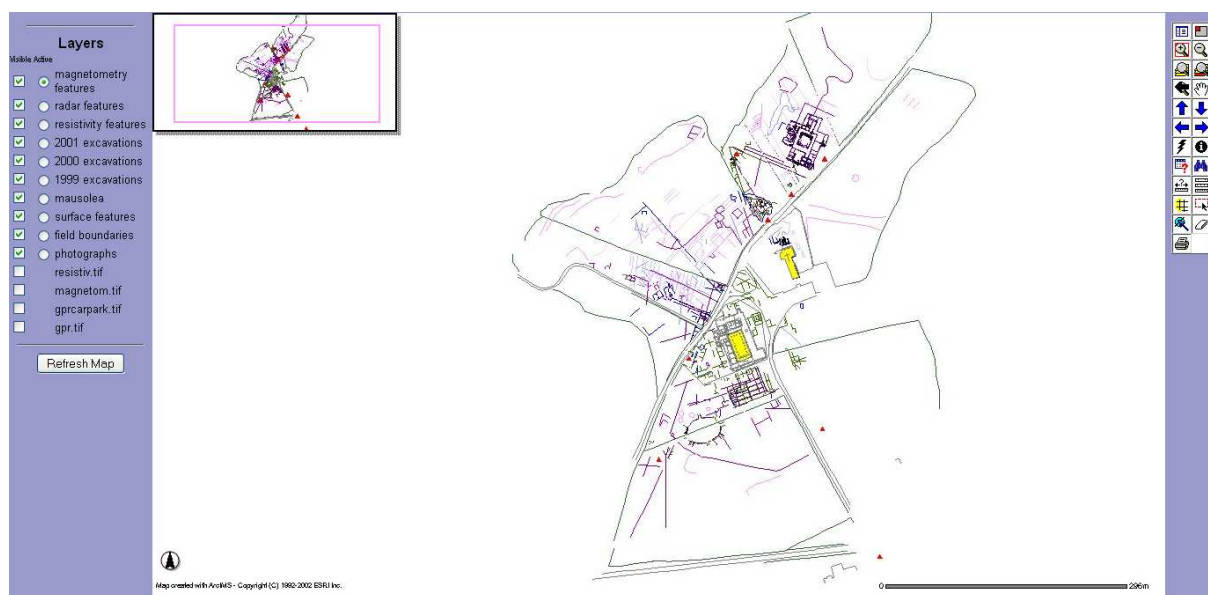 Layers
Visible Active
magnetometry
features
radar features
resistivity features
2001 excavations
2000 excavations
1999 excavations
mausolea
surface features
field boundaries
photographs
resistiv.tif
magnetom.tif
gprcarpark.tif
gpr.tif
Refresh Map
Map created with ArcIMS - Copyright (C) 1992-2002 ESRI Inc.
0 296m